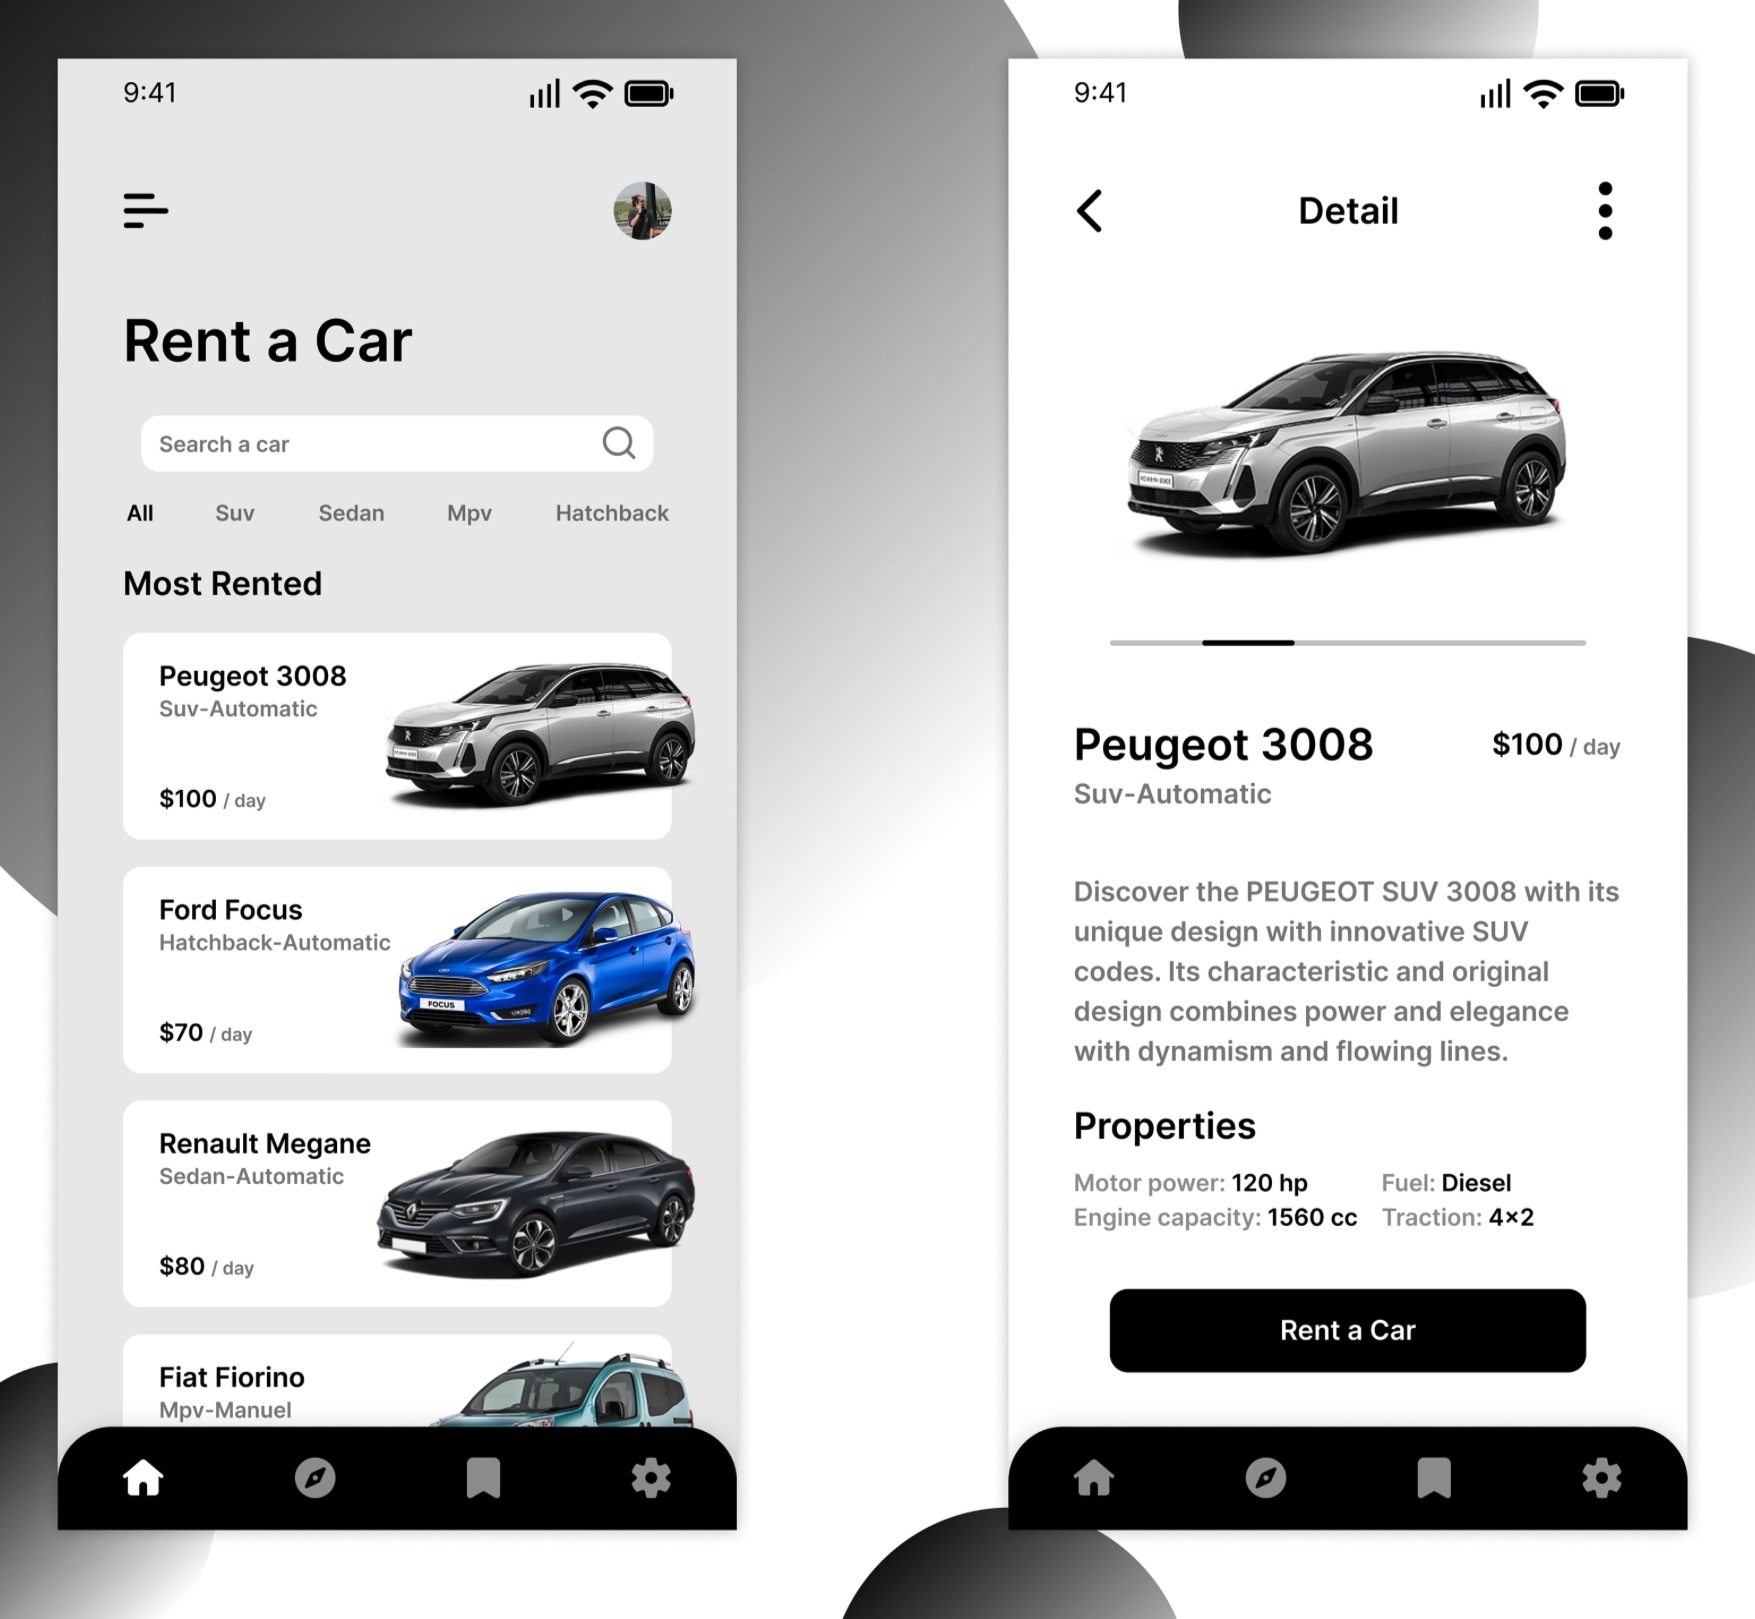 9:41
Rent a Car
Search a car
All Suv Sedan Mpv Hatchback
Most Rented
Peugeot 3008
Suv-Automatic
$100 / day
Ford Focus
Hatchback-Automatic
FOCUS
$70 / day
Renault Megane
Sedan-Automatic
$80 / day
Fiat Fiorino
Mpv-Manuel
9:41
Detail
Peugeot 3008
$100 / day
Suv-Automatic
Discover the PEUGEOT SUV 3008 with its
unique design with innovative SUV
codes. Its characteristic and original
design combines power and elegance
with dynamism and flowing lines.
Properties
Motor power: 120 hp Fuel: Diesel
Engine capacity: 1560 cc Traction: 4×2
Rent a Car